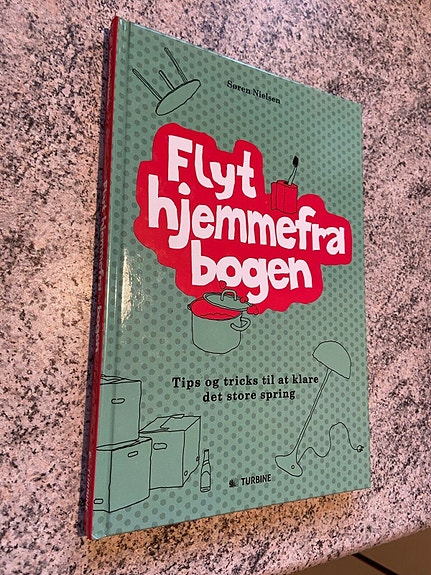 Søren Nielsen
Flyt
hjemmefra
bogen
Tips og tricks til at klare
det store spring
TURBINE